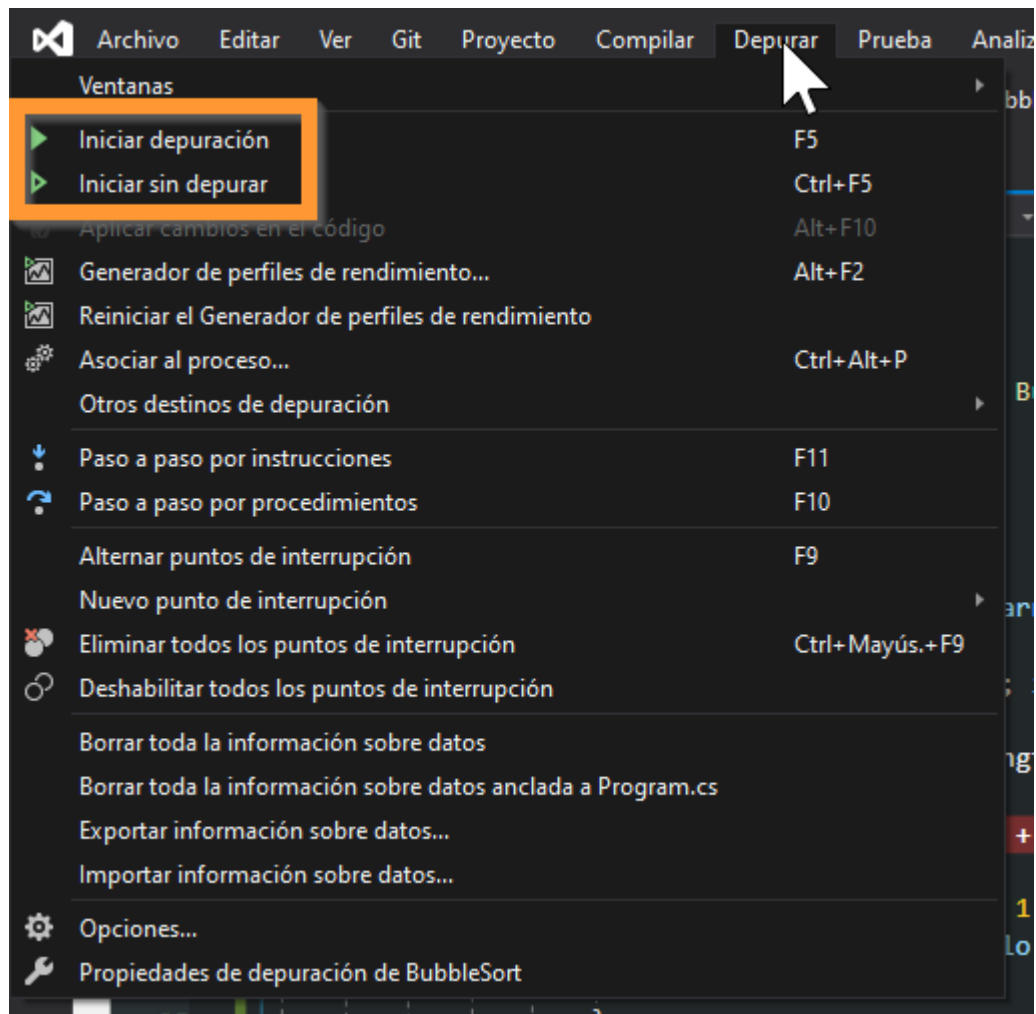 Archivo Editar Ver Git Proyecto Compilar Depurar Prueba
Ventanas
Iniciar depuración F5
Iniciar sin depurar Ctrl+F5
Aplicar cambios en el código Alt+F10
Generador de perfiles de rendimiento... Alt+F2
Reiniciar el Generador de perfiles de rendimiento
Asociar al proceso... Ctrl+Alt+P
Otros destinos de depuración
Paso a paso por instrucciones F11
Paso a paso por procedimientos F10
Alternar puntos de interrupción F9
Nuevo punto de interrupción
Eliminar todos los puntos de interrupción Ctrl+Mayús.+F9
Deshabilitar todos los puntos de interrupción
Borrar toda la información sobre datos
Borrar toda la información sobre datos anclada a Program.cs
Exportar información sobre datos...
Importar información sobre datos...
Opciones...
Propiedades de depuración de BubbleSort